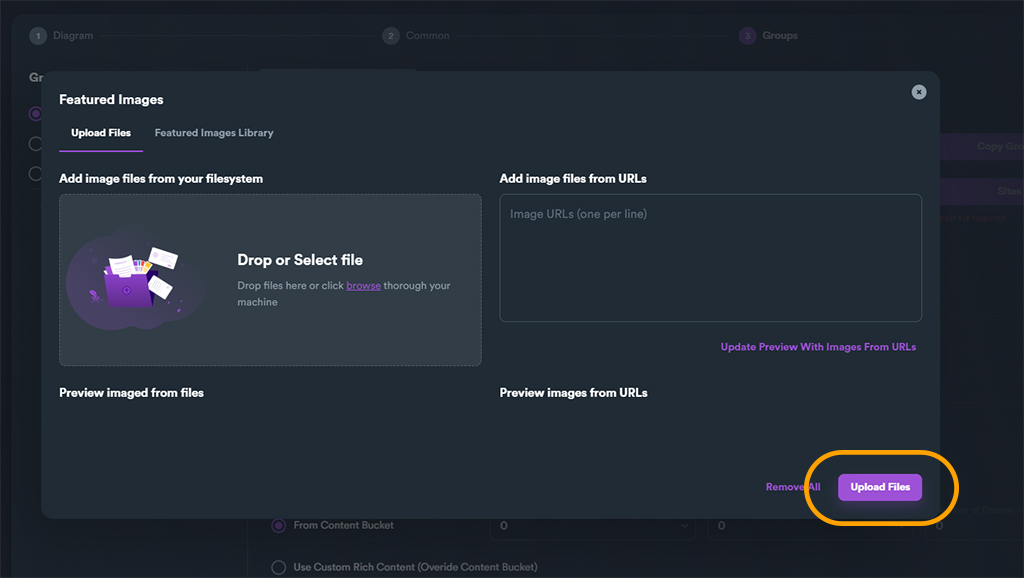 1 Diagram
2 Common
3 Groups
Featured Images
Upload Files
Featured Images Library
Copy Gro
Add image files from your filesystem
Add image files from URLs
Sites
Image URLs (one per line)
Drop or Select file
Drop files here or click browse thorough your
machine
Update Preview With Images From URLs
Preview imaged from files
Preview images from URLs
Remove All
Upload Files
From Content Bucket
0
0
0
Use Custom Rich Content (Overide Content Bucket)